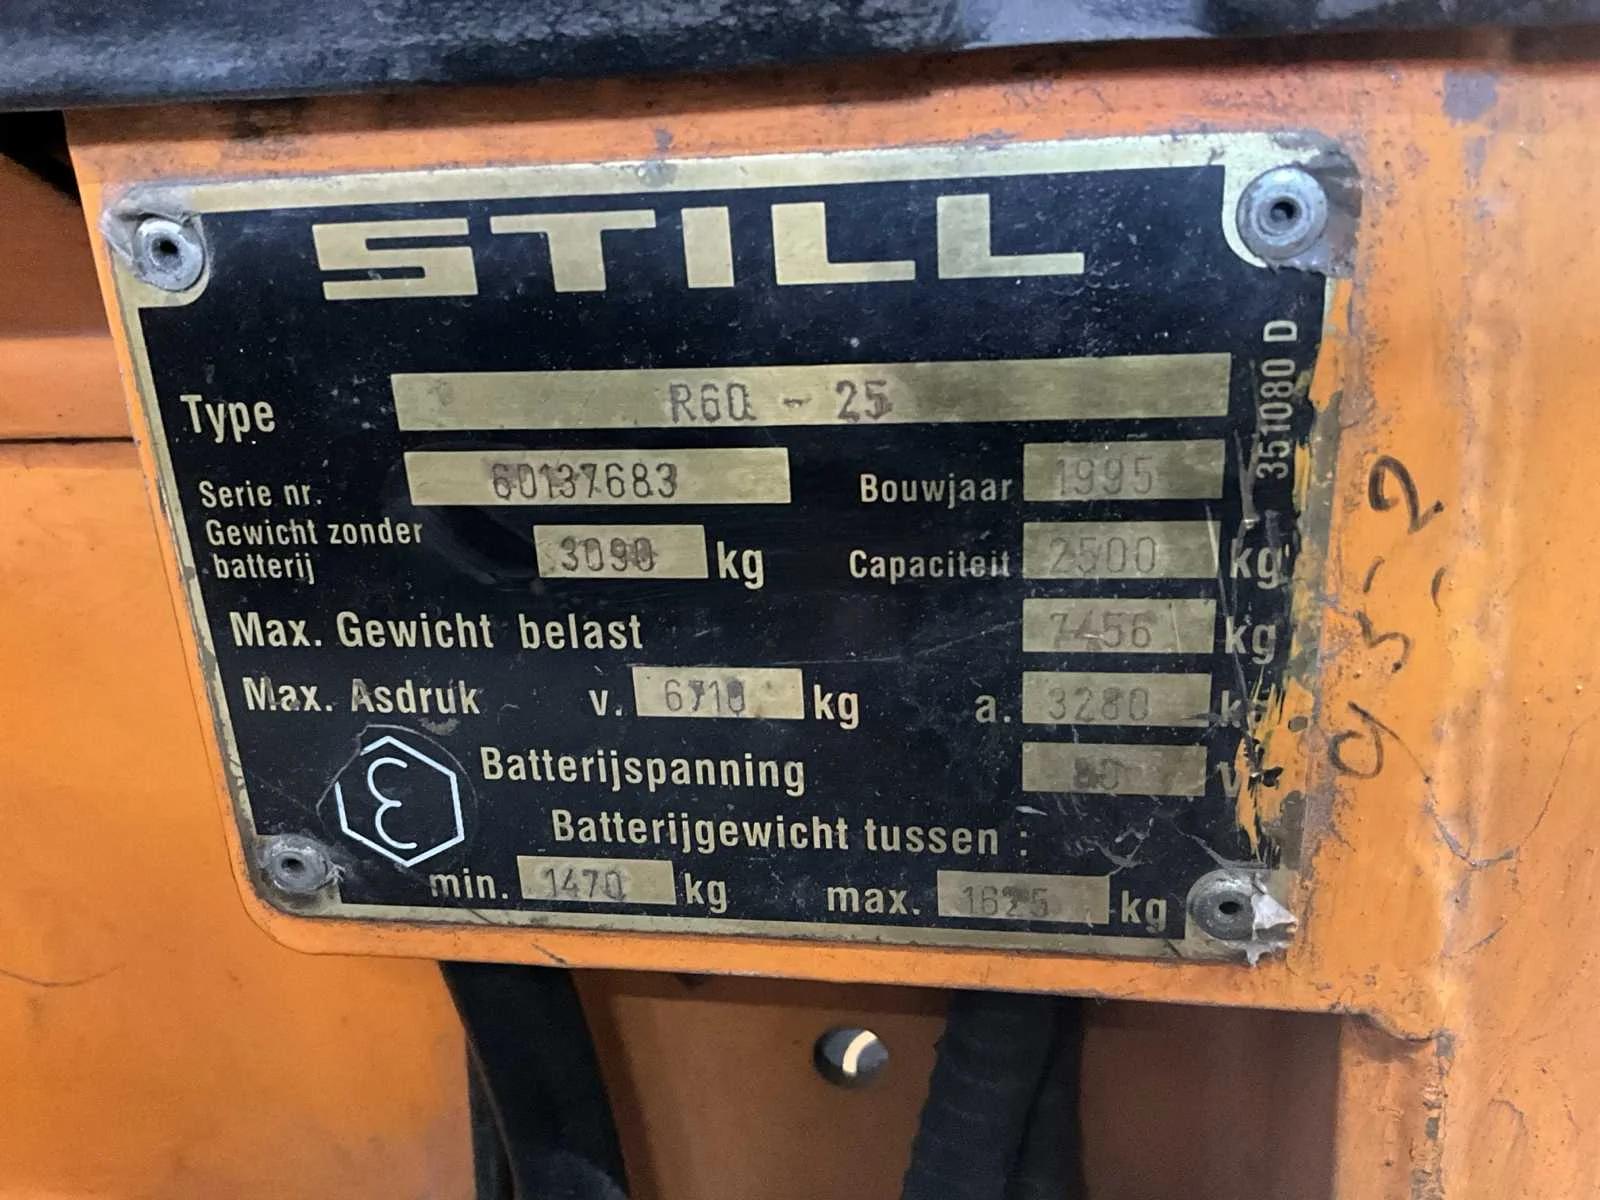 STILL
Type R60 - 25
351080 D
Serie nr. 60137683 Bouwjaar 1995
Gewicht zonder
batterij 3090 kg Capaciteit 2500 kg
Max. Gewicht belast 7456 kg
Max. Asdruk v. 6710 kg a. 3280 kg
Batterijspanning 80 V
Batterijgewicht tussen :
min. 1470 kg max. 1625 kg
3